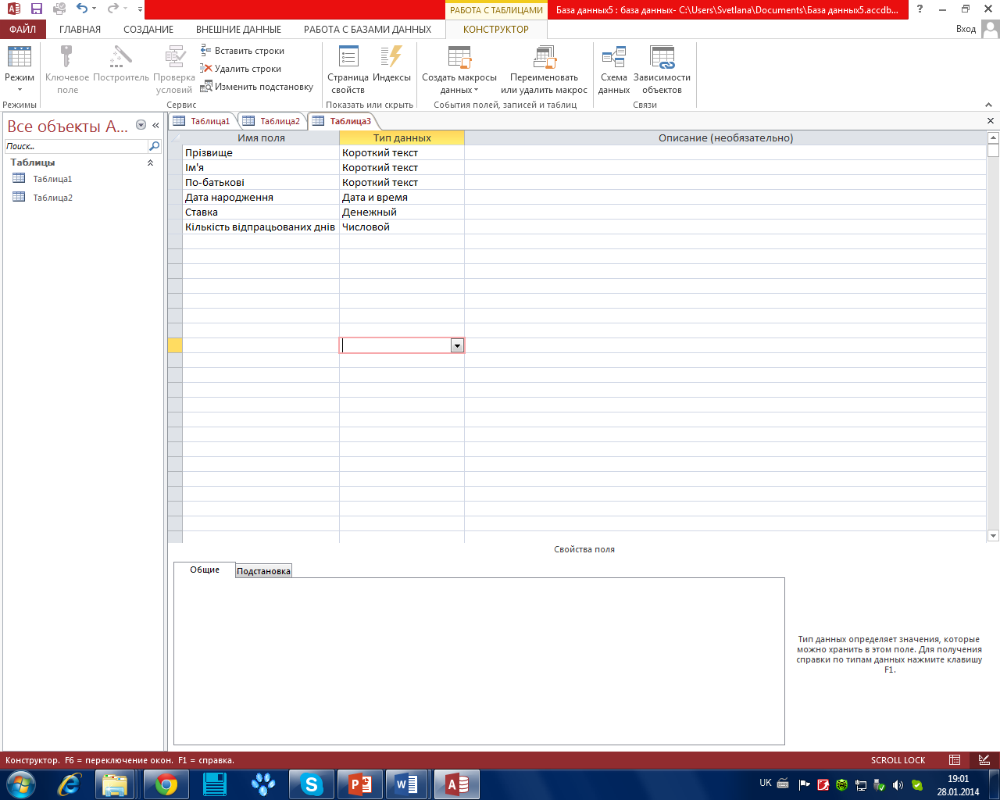 РАБОТА С ТАБЛИЦАМИ
База данных5 : база данных- C:\Users\Svetlana\Documents\База данных5.accdb...
?
ФАЙЛ ГЛАВНАЯ СОЗДАНИЕ ВНЕШНИЕ ДАННЫЕ РАБОТА С БАЗАМИ ДАННЫХ КОНСТРУКТОР Вход
Режим
Ключевое поле
Построитель
Проверка условий
Вставить строки
Удалить строки
Изменить подстановку
Страница свойств
Индексы
Создать макросы данных
Переименовать или удалить макрос
Схема данных
Зависимости объектов
Режимы Сервис Показать или скрыть События полей, записей и таблиц Связи
Все объекты A...
Поиск...
Таблицы
Таблица1
Таблица2
Таблица1 Таблица2 Таблица3
Имя поля Тип данных Описание (необязательно)
Прізвище Короткий текст
Ім'я Короткий текст
По-батькові Короткий текст
Дата народження Дата и время
Ставка Денежный
Кількість відпрацьованих днів Числовой
Свойства поля
Общие Подстановка
Тип данных определяет значения, которые
можно хранить в этом поле. Для получения
справки по типам данных нажмите клавишу
F1.
Конструктор. F6 = переключение окон. F1 = справка. SCROLL LOCK
UK
19:01
28.01.2014